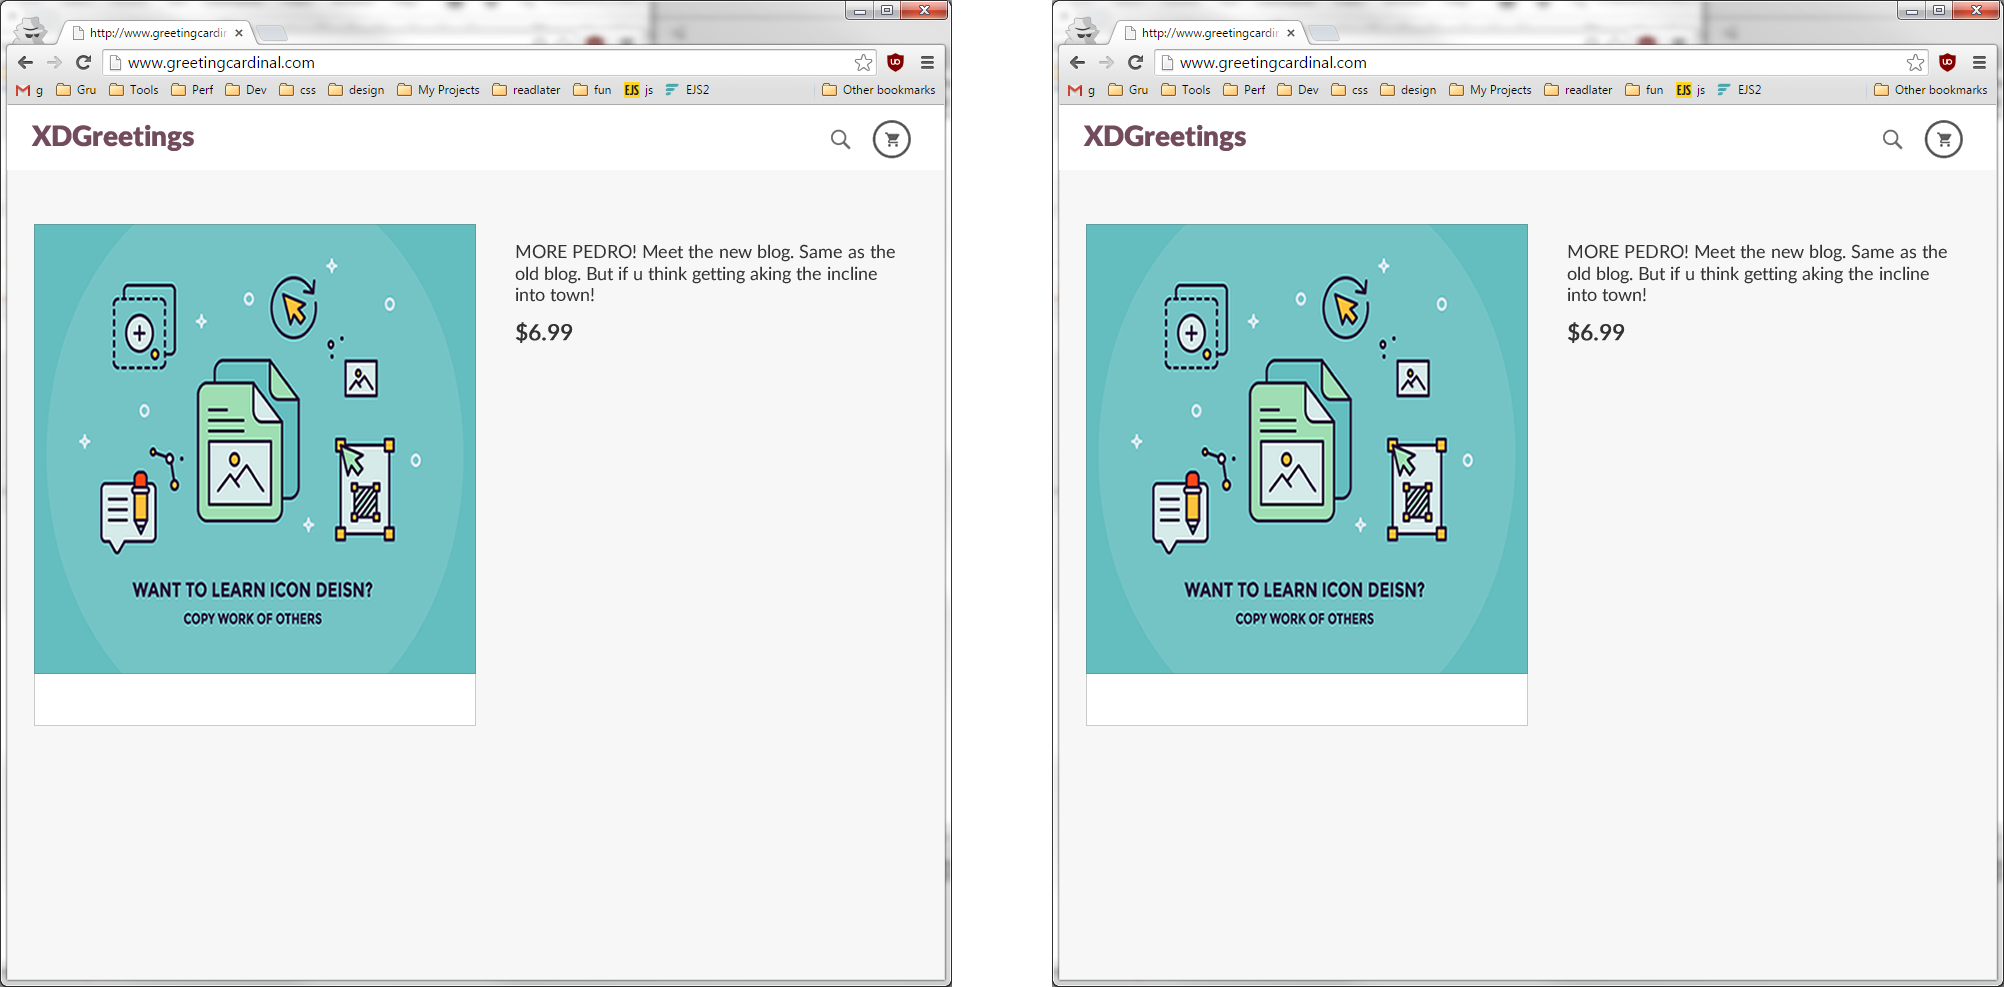 http://www.greetingcardin
www.greetingcardinal.com
g Gru Tools Perf Dev css design My Projects readlater fun EJS js EJS2 Other bookmarks
XDGreetings
MORE PEDRO! Meet the new blog. Same as the
old blog. But if u think getting aking the incline
into town!
$6.99
WANT TO LEARN ICON DEISN?
COPY WORK OF OTHERS
http://www.greetingcardin
www.greetingcardinal.com
g Gru Tools Perf Dev css design My Projects readlater fun EJS js EJS2 Other bookmarks
XDGreetings
MORE PEDRO! Meet the new blog. Same as the
old blog. But if u think getting aking the incline
into town!
$6.99
WANT TO LEARN ICON DEISN?
COPY WORK OF OTHERS